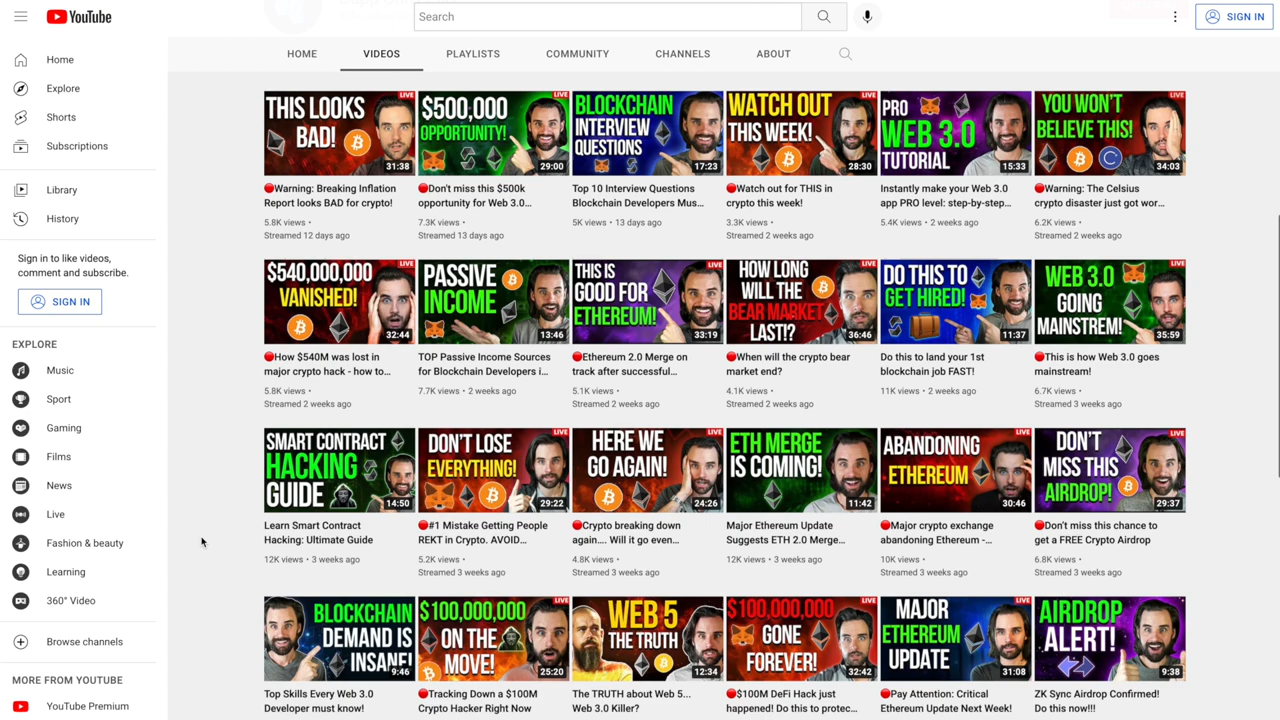 YouTube
Search
SIGN IN
HOME
VIDEOS
PLAYLISTS
COMMUNITY
CHANNELS
ABOUT
Home
Explore
Shorts
Subscriptions
Library
History
Sign in to like videos,
comment and subscribe.
SIGN IN
EXPLORE
Music
Sport
Gaming
Films
News
Live
Fashion & beauty
Learning
360° Video
Browse channels
MORE FROM YOUTUBE
YouTube Premium
THIS LOOKS
BAD!
LIVE
31:38
Warning: Breaking Inflation
Report looks BAD for crypto!
5.8K views •
Streamed 12 days ago
$500,000
OPPORTUNITY!
LIVE
29:00
Don't miss this $500k
opportunity for Web 3.0...
7.3K views •
Streamed 13 days ago
BLOCKCHAIN
INTERVIEW
QUESTIONS
17:23
Top 10 Interview Questions
Blockchain Developers Mus...
5K views • 13 days ago
WATCH OUT
THIS WEEK!
LIVE
28:30
Watch out for THIS in
crypto this week!
3.3K views •
Streamed 2 weeks ago
PRO
WEB 3.0
TUTORIAL
15:33
Instantly make your Web 3.0
app PRO level: step-by-step...
5.4K views • 2 weeks ago
YOU WON'T
BELIEVE THIS!
LIVE
34:03
Warning: The Celsius
crypto disaster just got wor...
6.2K views •
Streamed 2 weeks ago
$540,000,000
VANISHED!
LIVE
32:44
How $540M was lost in
major crypto hack - how to...
5.8K views •
Streamed 2 weeks ago
PASSIVE
INCOME
13:46
TOP Passive Income Sources
for Blockchain Developers i...
7.7K views • 2 weeks ago
THIS IS
GOOD FOR
ETHEREUM!
LIVE
33:19
Ethereum 2.0 Merge on
track after successful...
5.1K views •
Streamed 2 weeks ago
HOW LONG
WILL THE
BEAR MARKET
LAST!?
LIVE
36:46
When will the crypto bear
market end?
4.1K views •
Streamed 2 weeks ago
DO THIS TO
GET HIRED!
11:37
Do this to land your 1st
blockchain job FAST!
11K views • 2 weeks ago
WEB 3.0
GOING
MAINSTREM!
LIVE
35:59
This is how Web 3.0 goes
mainstream!
6.7K views •
Streamed 3 weeks ago
SMART CONTRACT
HACKING
GUIDE
14:50
Learn Smart Contract
Hacking: Ultimate Guide
12K views • 3 weeks ago
DON'T LOSE
EVERYTHING!
LIVE
29:22
#1 Mistake Getting People
REKT in Crypto. AVOID...
5.2K views •
Streamed 3 weeks ago
HERE WE
GO AGAIN!
LIVE
24:26
Crypto breaking down
again.... Will it go even...
4.8K views •
Streamed 3 weeks ago
ETH MERGE
IS COMING!
11:42
Major Ethereum Update
Suggests ETH 2.0 Merge...
12K views • 3 weeks ago
ABANDONING
ETHEREUM
LIVE
30:46
Major crypto exchange
abandoning Ethereum -...
10K views •
Streamed 3 weeks ago
DON'T
MISS THIS
AIRDROP!
LIVE
29:37
Don't miss this chance to
get a FREE Crypto Airdrop
6.8K views •
Streamed 3 weeks ago
BLOCKCHAIN
DEMAND IS
INSANE!
9:46
Top Skills Every Web 3.0
Developer must know!
$100,000,000
ON THE
MOVE!
LIVE
25:20
Tracking Down a $100M
Crypto Hacker Right Now
WEB 5
THE TRUTH
12:34
The TRUTH about Web 5...
Web 3.0 Killer?
$100,000,000
GONE
FOREVER!
LIVE
32:42
$100M DeFi Hack just
happened! Do this to protec...
MAJOR
ETHEREUM
UPDATE
LIVE
31:08
Pay Attention: Critical
Ethereum Update Next Week!
AIRDROP
ALERT!
9:38
ZK Sync Airdrop Confirmed!
Do this now!!!